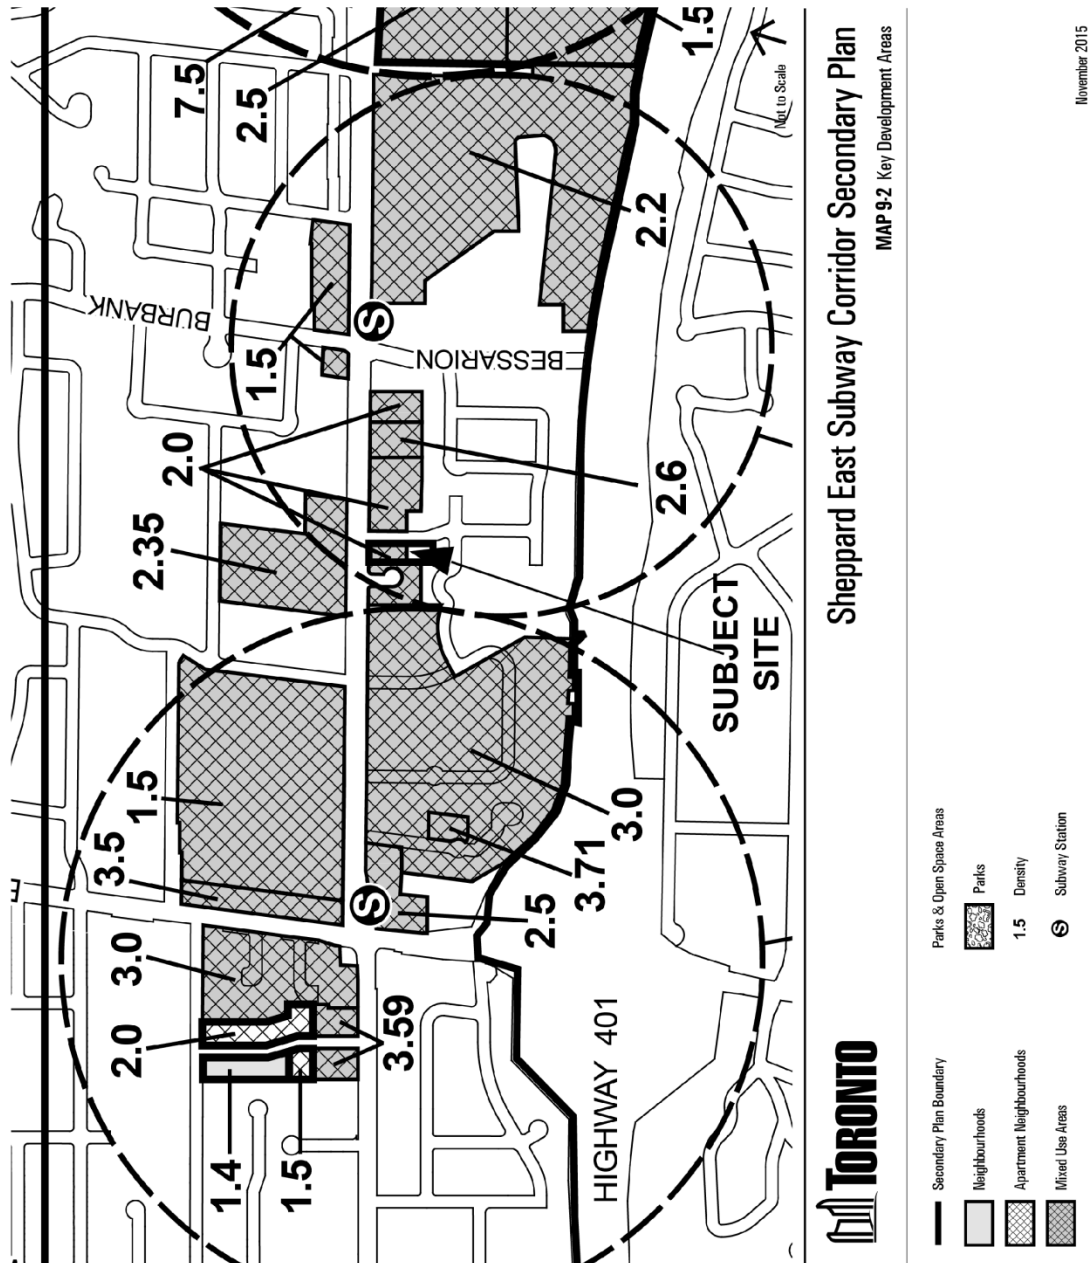 7.5
2.5
1.5
Not to Scale
BURBANK
1.5
2.2
BESSARION
2.0
2.35
2.6
1.5
SUBJECT
SITE
3.5
3.0
3.71
3.0
2.5
2.0
3.59
1.4
1.5
HIGHWAY 401
S
S
TORONTO
Sheppard East Subway Corridor Secondary Plan
MAP 9-2 Key Development Areas
Secondary Plan Boundary
Neighbourhoods
Apartment Neighbourhoods
Mixed Use Areas
Parks & Open Space Areas
Parks
1.5 Density
S Subway Station
November 2015